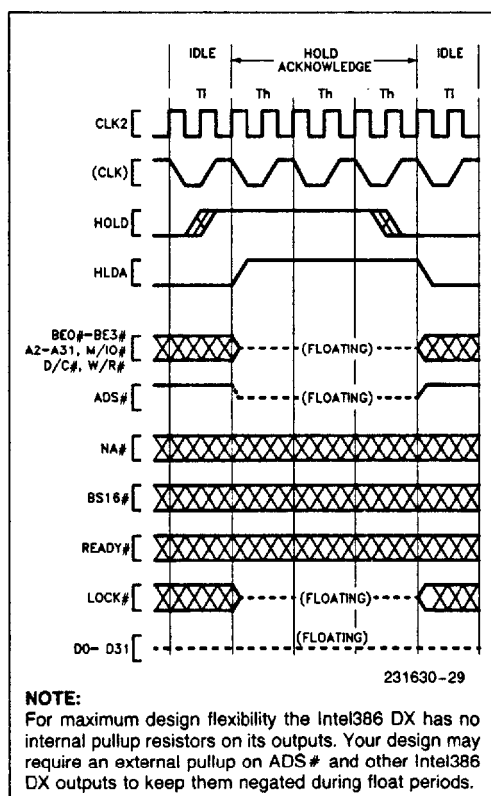 IDLE HOLD ACKNOWLEDGE IDLE
Ti Th Th Th Ti
CLK2
(CLK)
HOLD
HLDA
BE0#-BE3#
A2-A31, M/IO#
D/C#, W/R#
(FLOATING)
ADS#
(FLOATING)
NA#
BS16#
READY#
LOCK#
(FLOATING)
D0- D31
(FLOATING)
231630-29
NOTE:
For maximum design flexibility the Intel386 DX has no
internal pullup resistors on its outputs. Your design may
require an external pullup on ADS# and other Intel386
DX outputs to keep them negated during float periods.